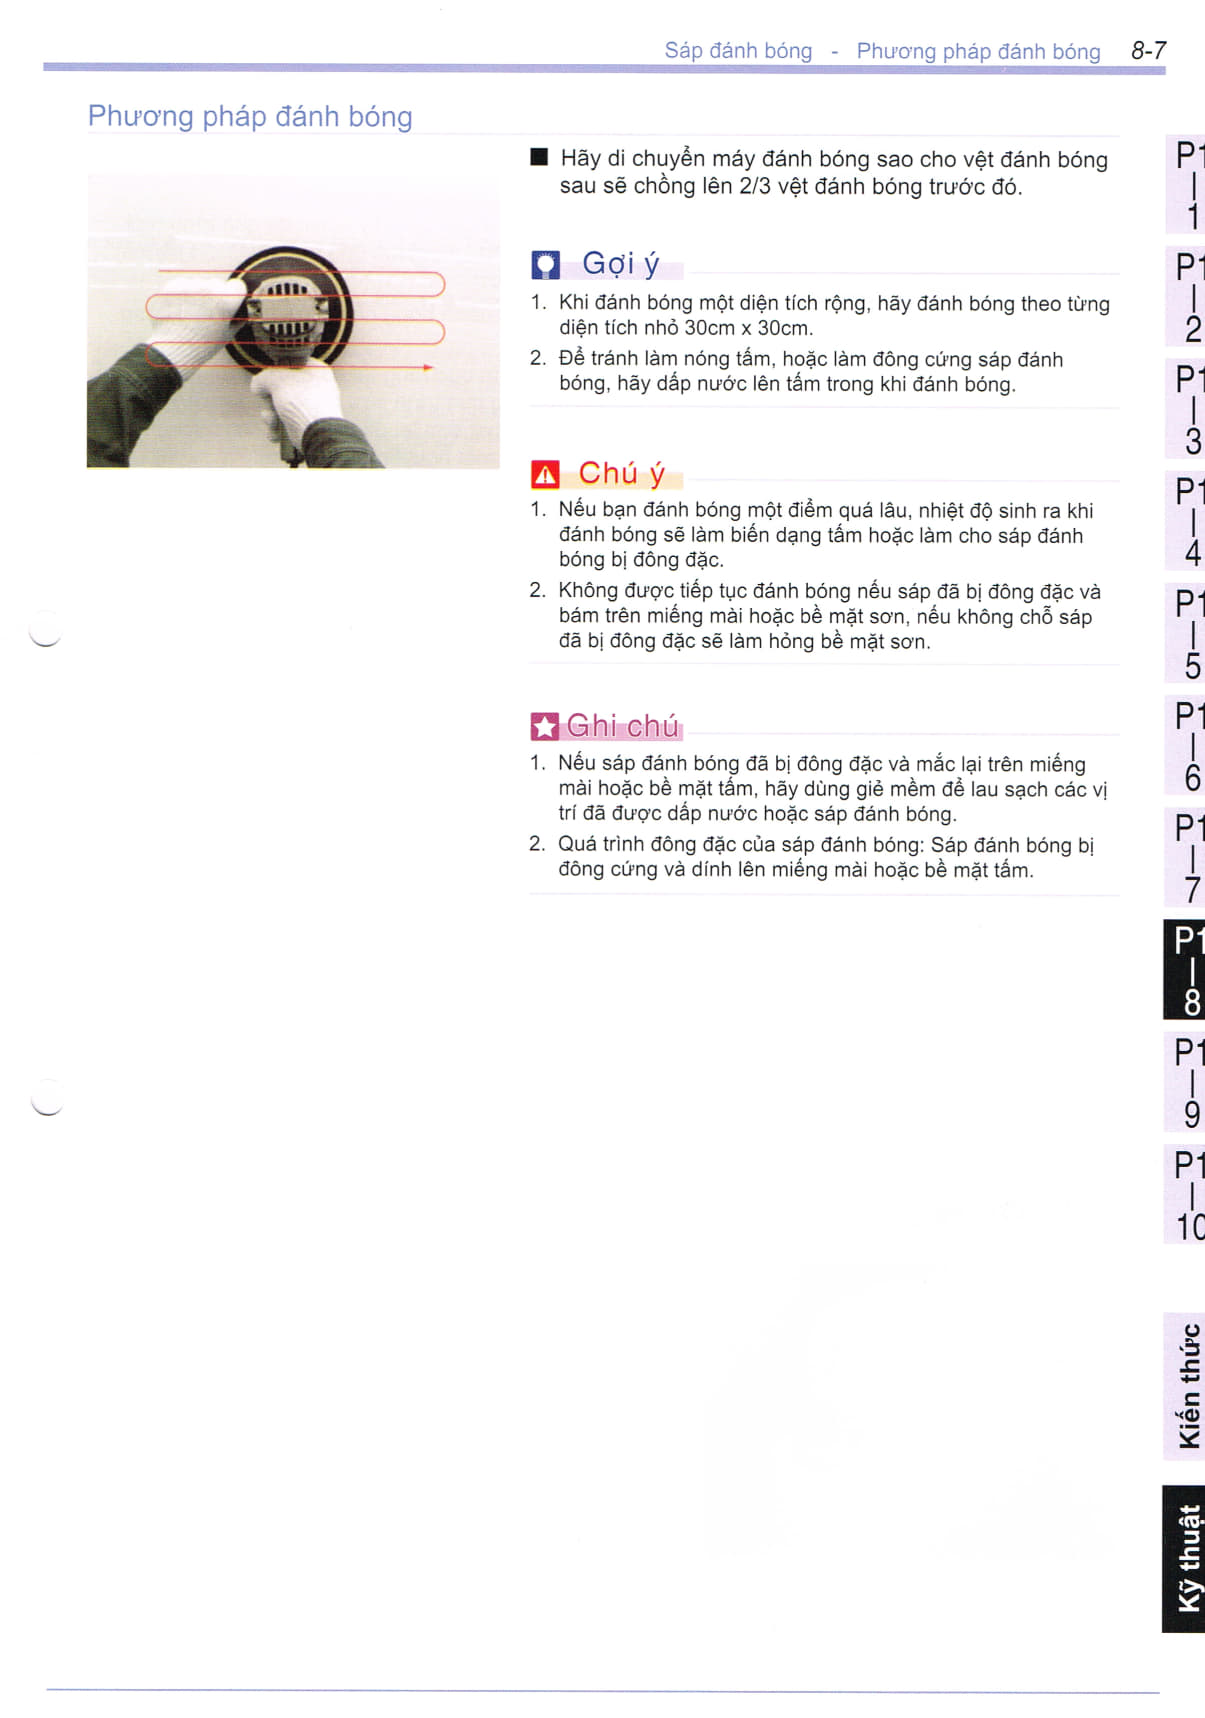 Sáp đánh bóng - Phương pháp đánh bóng 8-7
Phương pháp đánh bóng
■ Hãy di chuyển máy đánh bóng sao cho vệt đánh bóng
sau sẽ chồng lên 2/3 vệt đánh bóng trước đó.
Gợi ý
1. Khi đánh bóng một diện tích rộng, hãy đánh bóng theo từng
diện tích nhỏ 30cm x 30cm.
2. Để tránh làm nóng tấm, hoặc làm đông cứng sáp đánh
bóng, hãy dấp nước lên tấm trong khi đánh bóng.
Chú ý
1. Nếu bạn đánh bóng một điểm quá lâu, nhiệt độ sinh ra khi
đánh bóng sẽ làm biến dạng tấm hoặc làm cho sáp đánh
bóng bị đông đặc.
2. Không được tiếp tục đánh bóng nếu sáp đã bị đông đặc và
bám trên miếng mài hoặc bề mặt sơn, nếu không chỗ sáp
đã bị đông đặc sẽ làm hỏng bề mặt sơn.
Ghi chú
1. Nếu sáp đánh bóng đã bị đông đặc và mắc lại trên miếng
mài hoặc bề mặt tấm, hãy dùng giẻ mềm để lau sạch các vị
trí đã được dấp nước hoặc sáp đánh bóng.
2. Quá trình đông đặc của sáp đánh bóng: Sáp đánh bóng bị
đông cứng và dính lên miếng mài hoặc bề mặt tấm.
P1
|
1
P1
|
2
P1
|
3
P1
|
4
P1
|
5
P1
|
6
P1
|
7
P1
|
8
P1
|
9
P1
|
10
Kiến thức
Kỹ thuật